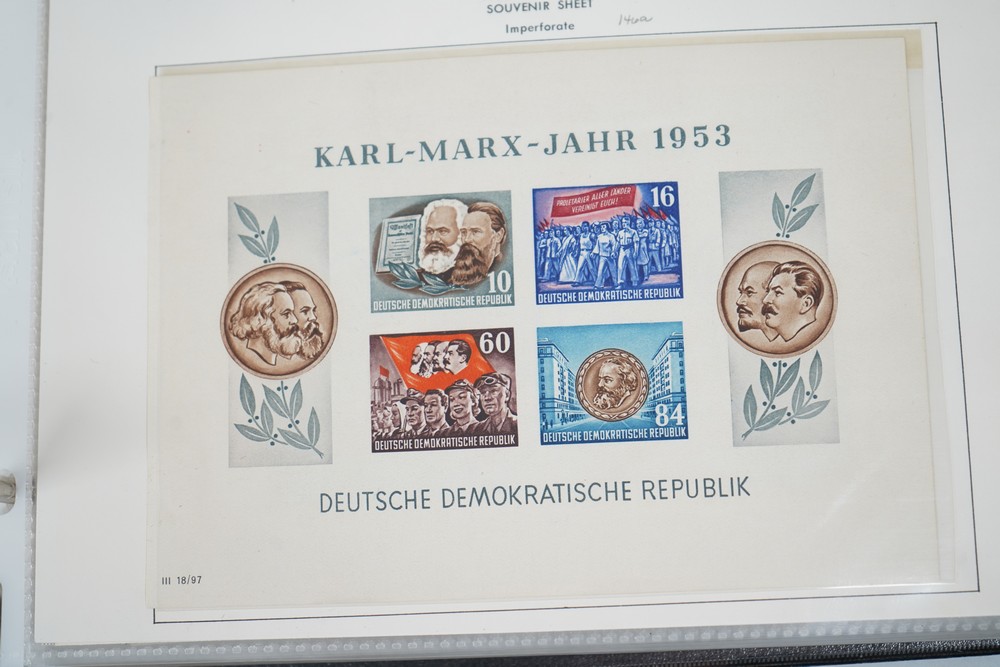 SOUVENIR SHEET
Imperforate 146a
KARL-MARX-JAHR 1953
10
DEUTSCHE DEMOKRATISCHE REPUBLIK
PROLETARIER ALLER LÄNDER
VEREINIGT EUCH!
16
DEUTSCHE DEMOKRATISCHE REPUBLIK
60
DEUTSCHE DEMOKRATISCHE REPUBLIK
84
DEUTSCHE DEMOKRATISCHE REPUBLIK
DEUTSCHE DEMOKRATISCHE REPUBLIK
III 18/97